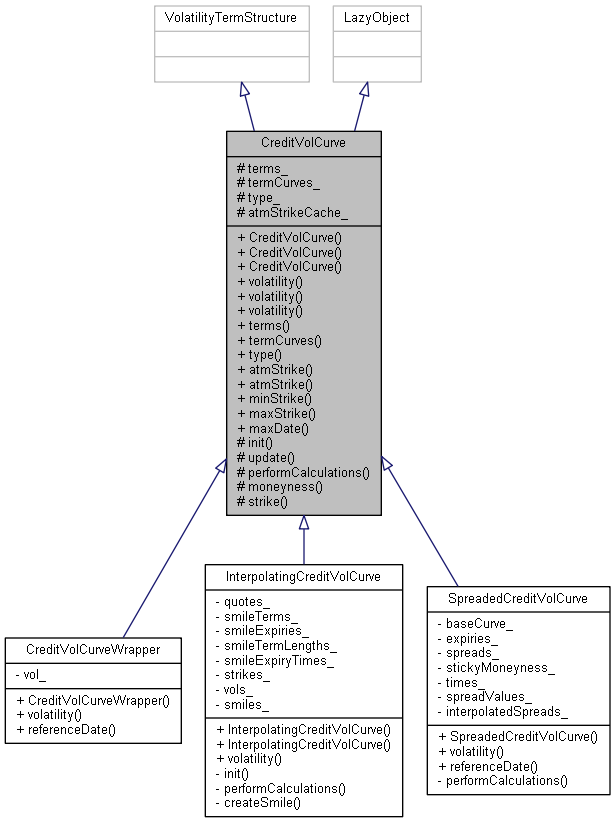 VolatilityTermStructure
LazyObject
CreditVolCurve
# terms_
# termCurves_
# type_
# atmStrikeCache_
+ CreditVolCurve()
+ CreditVolCurve()
+ CreditVolCurve()
+ volatility()
+ volatility()
+ volatility()
+ terms()
+ termCurves()
+ type()
+ atmStrike()
+ atmStrike()
+ minStrike()
+ maxStrike()
+ maxDate()
# init()
# update()
# performCalculations()
# moneyness()
# strike()
CreditVolCurveWrapper
- vol_
+ CreditVolCurveWrapper()
+ volatility()
+ referenceDate()
InterpolatingCreditVolCurve
- quotes_
- smileTerms_
- smileExpiries_
- smileTermLengths_
- smileExpiryTimes_
- strikes_
- vols_
- smiles_
+ InterpolatingCreditVolCurve()
+ InterpolatingCreditVolCurve()
+ volatility()
- init()
- performCalculations()
- createSmile()
SpreadedCreditVolCurve
- baseCurve_
- expiries_
- spreads_
- stickyMoneyness_
- times_
- spreadValues_
- interpolatedSpreads_
+ SpreadedCreditVolCurve()
+ volatility()
+ referenceDate()
- performCalculations()